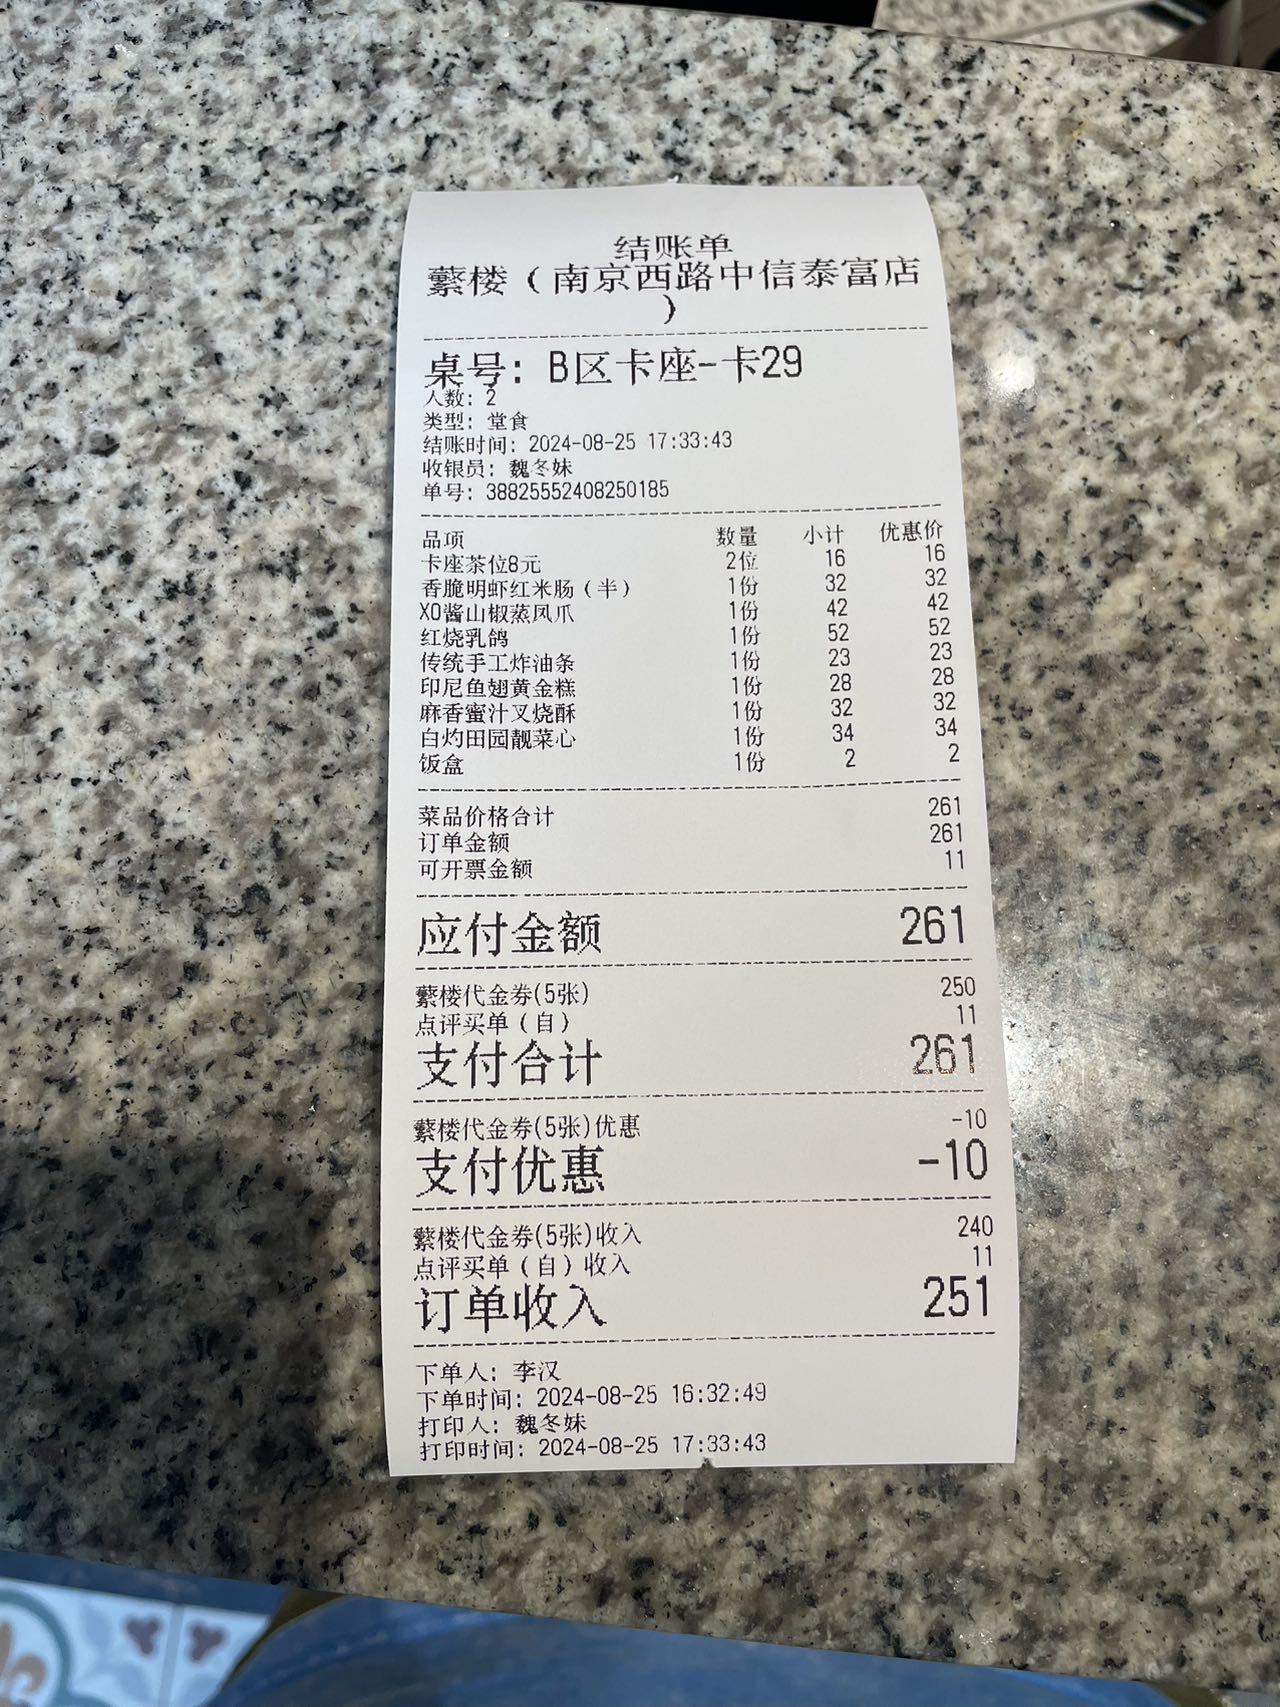 结账单
蘩楼（南京西路中信泰富店
）
桌号: B区卡座-卡29
人数: 2
类型: 堂食
结账时间: 2024-08-25 17:33:43
收银员: 魏冬妹
单号: 38825552408250185
品项 数量 小计 优惠价
卡座茶位8元 2位 16 16
香脆明虾红米肠（半） 1份 32 32
XO酱山椒蒸凤爪 1份 42 42
红烧乳鸽 1份 52 52
传统手工炸油条 1份 23 23
印尼鱼翅黄金糕 1份 28 28
麻香蜜汁叉烧酥 1份 32 32
白灼田园靓菜心 1份 34 34
饭盒 1份 2 2
菜品价格合计 261
订单金额 261
可开票金额 11
应付金额 261
蘩楼代金券(5张) 250
点评买单（自） 11
支付合计 261
蘩楼代金券(5张)优惠 -10
支付优惠 -10
蘩楼代金券(5张)收入 240
点评买单（自）收入 11
订单收入 251
下单人: 李汉
下单时间: 2024-08-25 16:32:49
打印人: 魏冬妹
打印时间: 2024-08-25 17:33:43